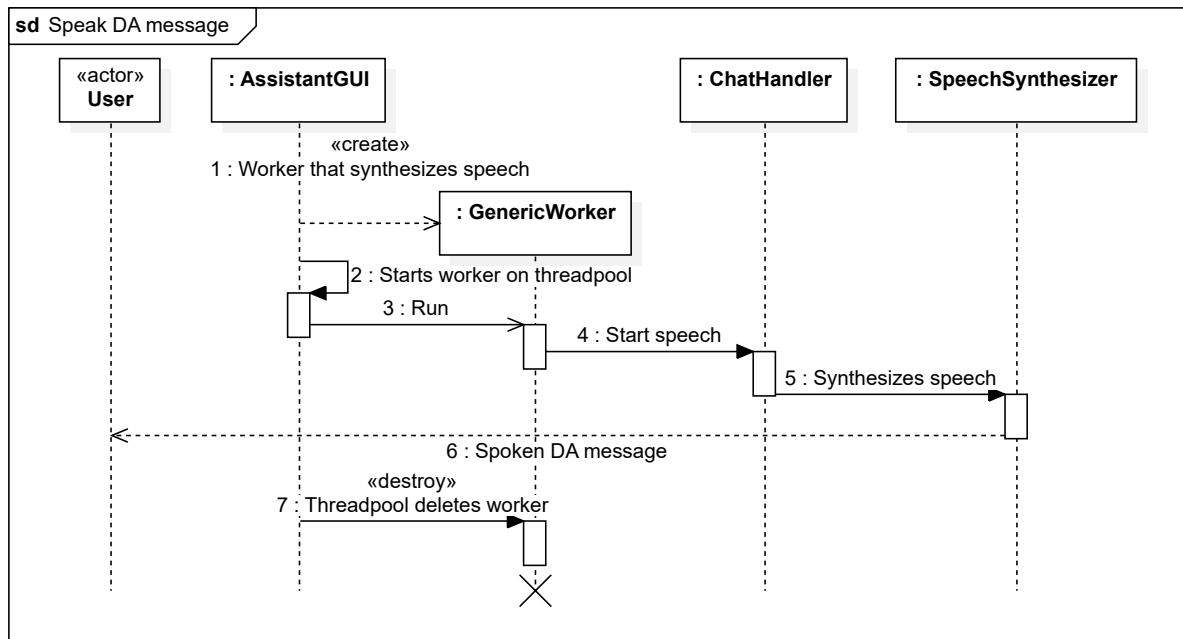 sd Speak DA message
«actor»
User
: AssistantGUI
: ChatHandler
: SpeechSynthesizer
«create»
1 : Worker that synthesizes speech
: GenericWorker
2 : Starts worker on threadpool
3 : Run
4 : Start speech
5 : Synthesizes speech
6 : Spoken DA message
«destroy»
7 : Threadpool deletes worker